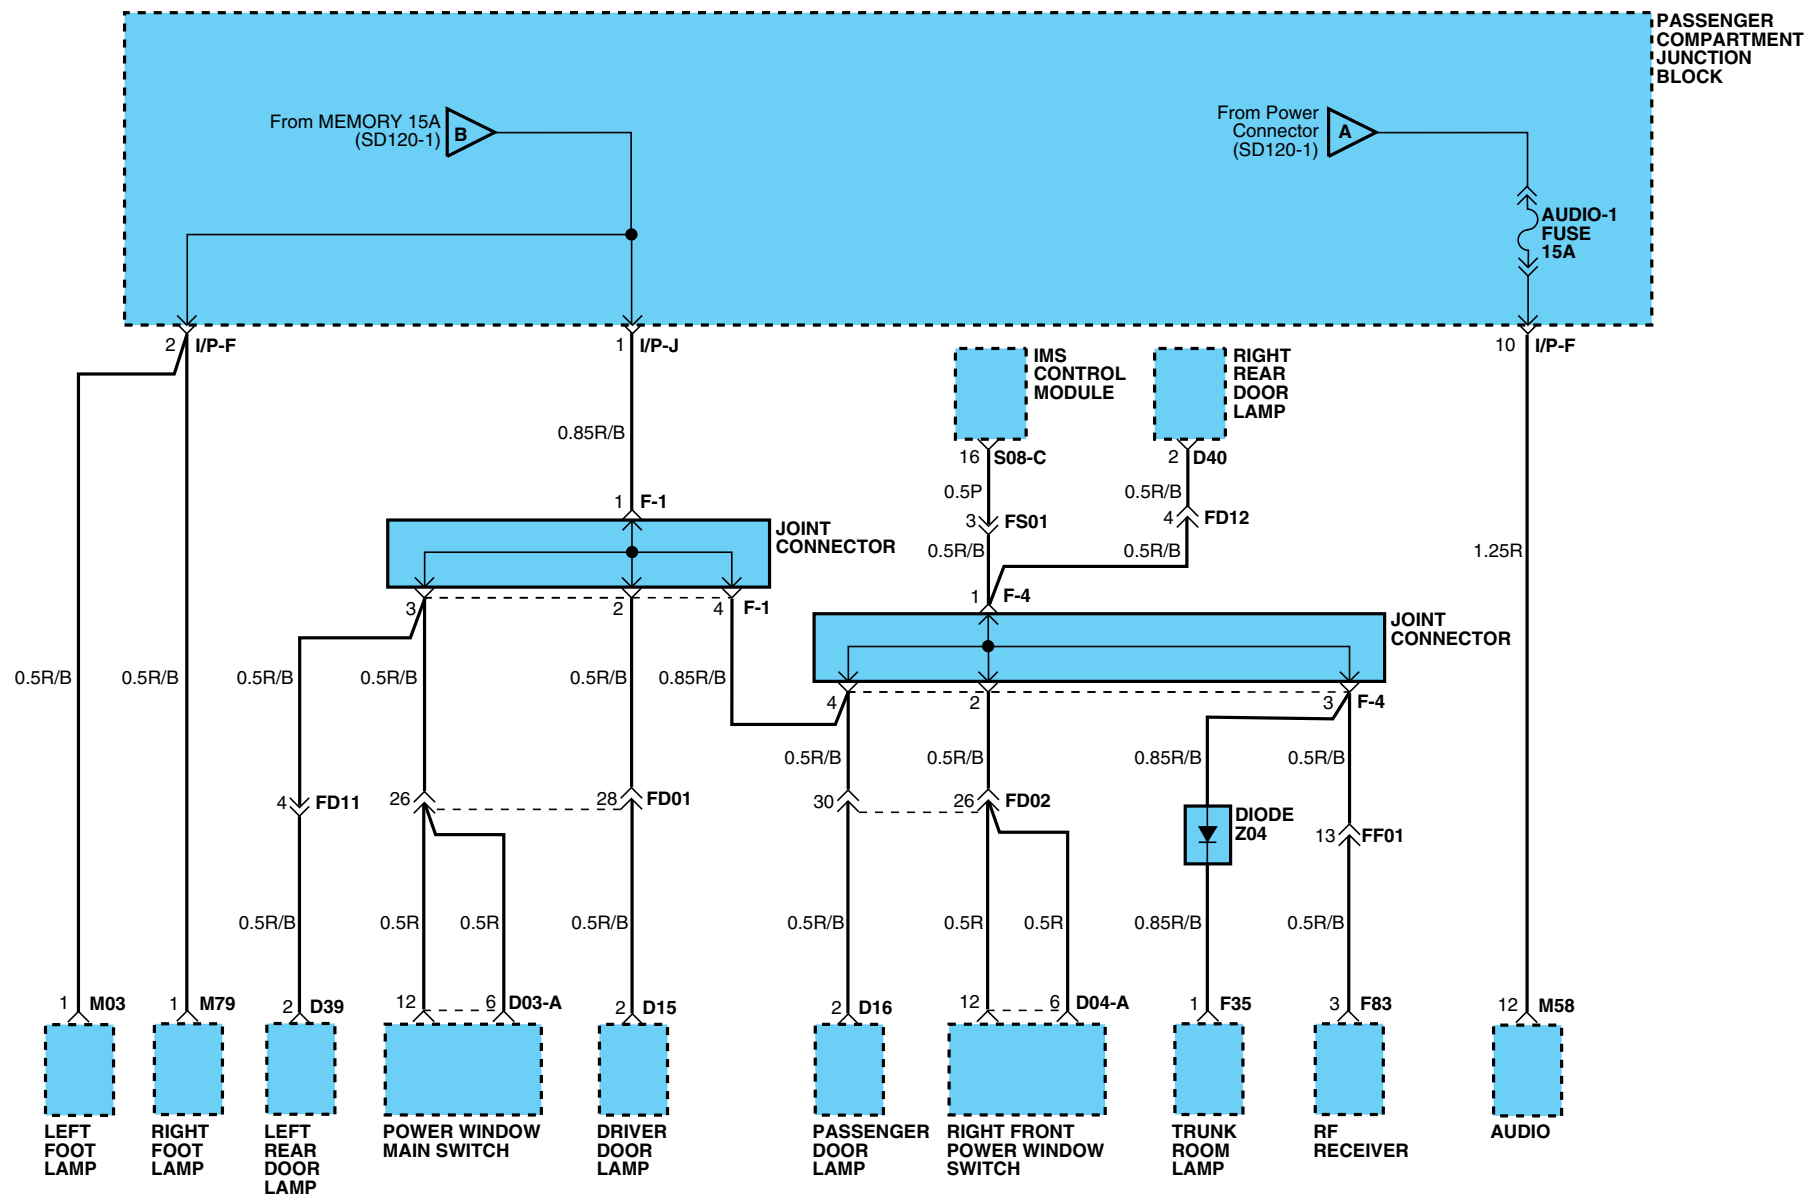 PASSENGER
COMPARTMENT
JUNCTION
BLOCK
From MEMORY 15A
(SD120-1)
B
From Power
Connector
(SD120-1)
A
AUDIO-1
FUSE
15A
2 I/P-F
1 I/P-J
10 I/P-F
IMS
CONTROL
MODULE
RIGHT
REAR
DOOR
LAMP
0.85R/B
16 S08-C
2 D40
0.5P
0.5R/B
1 F-1
3 FS01
4 FD12
JOINT
CONNECTOR
0.5R/B
0.5R/B
1.25R
3
2
4 F-1
1 F-4
JOINT
CONNECTOR
0.5R/B
0.5R/B
0.5R/B
0.5R/B
0.5R/B
0.85R/B
4
2
3 F-4
0.5R/B
0.5R/B
0.85R/B
0.5R/B
4 FD11
26
28 FD01
30
26 FD02
DIODE
Z04
13 FF01
0.5R/B
0.5R
0.5R
0.5R/B
0.5R/B
0.5R
0.5R
0.85R/B
0.5R/B
1 M03
1 M79
2 D39
12
6 D03-A
2 D15
2 D16
12
6 D04-A
1 F35
3 F83
12 M58
LEFT
FOOT
LAMP
RIGHT
FOOT
LAMP
LEFT
REAR
DOOR
LAMP
POWER WINDOW
MAIN SWITCH
DRIVER
DOOR
LAMP
PASSENGER
DOOR
LAMP
RIGHT FRONT
POWER WINDOW
SWITCH
TRUNK
ROOM
LAMP
RF
RECEIVER
AUDIO